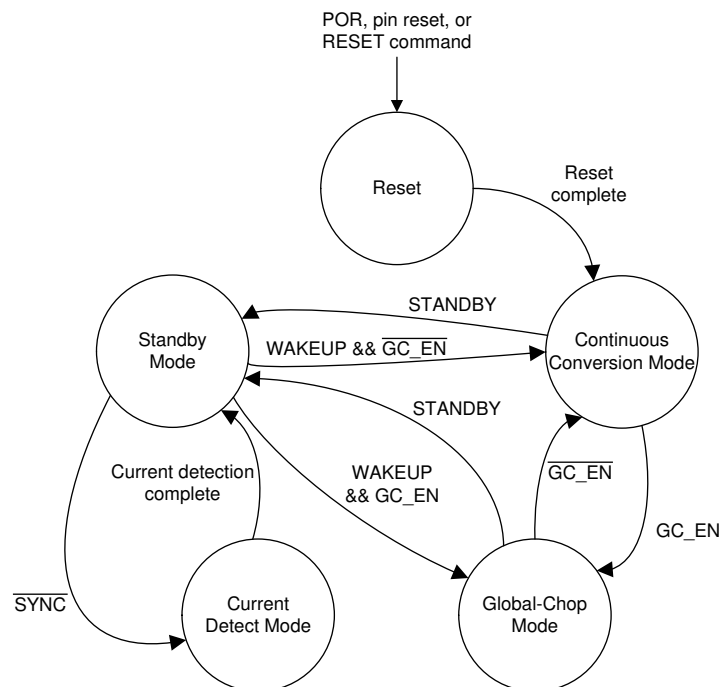 POR, pin reset, or
RESET command
Reset
Reset
complete
STANDBY
Standby
Mode
Continuous
Conversion Mode
WAKEUP && GC_EN
STANDBY
WAKEUP
&& GC_EN
GC_EN
Current detection
complete
GC_EN
SYNC
Current
Detect Mode
Global-Chop
Mode